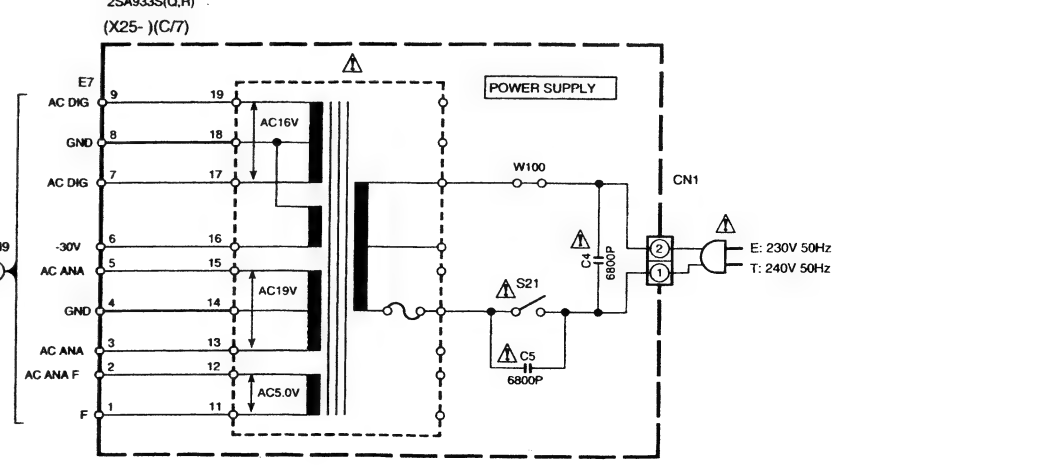 2SA933S(Q,H)
(X25- )(C/7)
POWER SUPPLY
E7
AC DIG 9 19
AC16V
GND 8 18
AC DIG 7 17
-30V 6 16
AC ANA 5 15
AC19V
GND 4 14
AC ANA 3 13
AC ANA F 2 12
AC5.0V
F 1 11
W100
CN1
C4
6800P
S21
C5
6800P
2
1
E: 230V 50Hz
T: 240V 50Hz